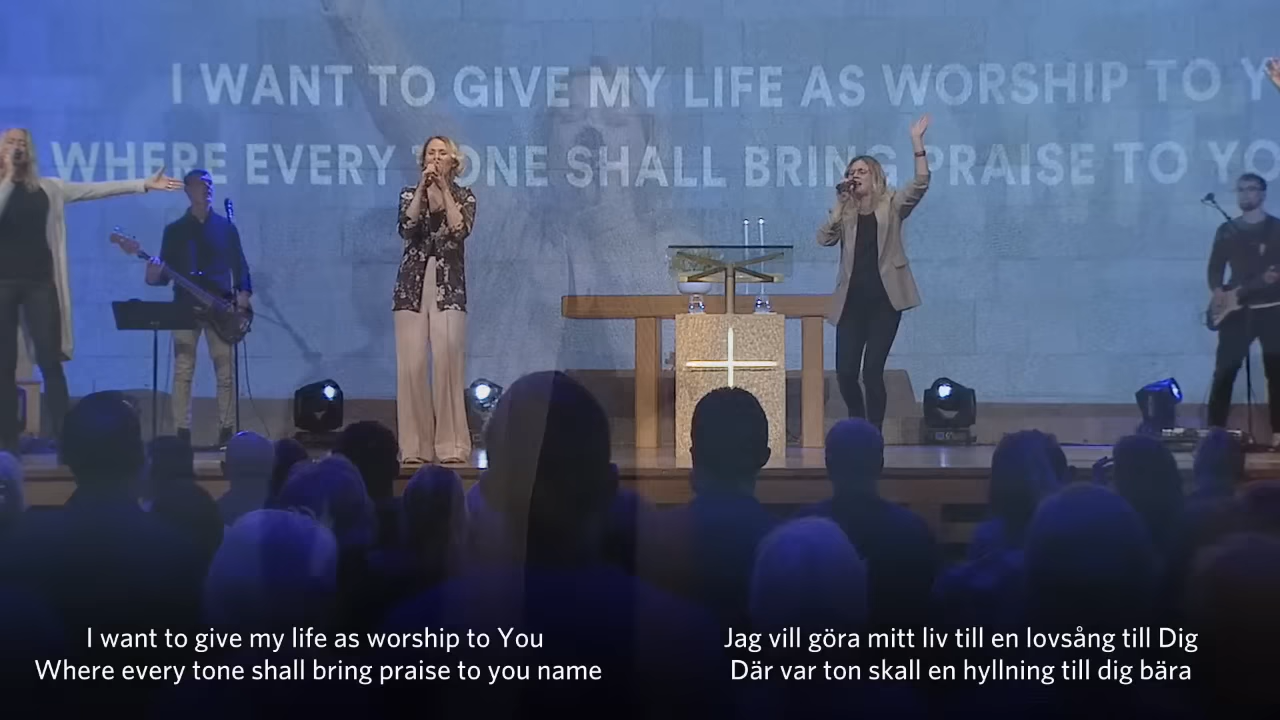 I WANT TO GIVE MY LIFE AS WORSHIP TO Y
WHERE EVERY TONE SHALL BRING PRAISE TO YO
I want to give my life as worship to You
Where every tone shall bring praise to you name
Jag vill göra mitt liv till en lovsång till Dig
Där var ton skall en hyllning till dig bära